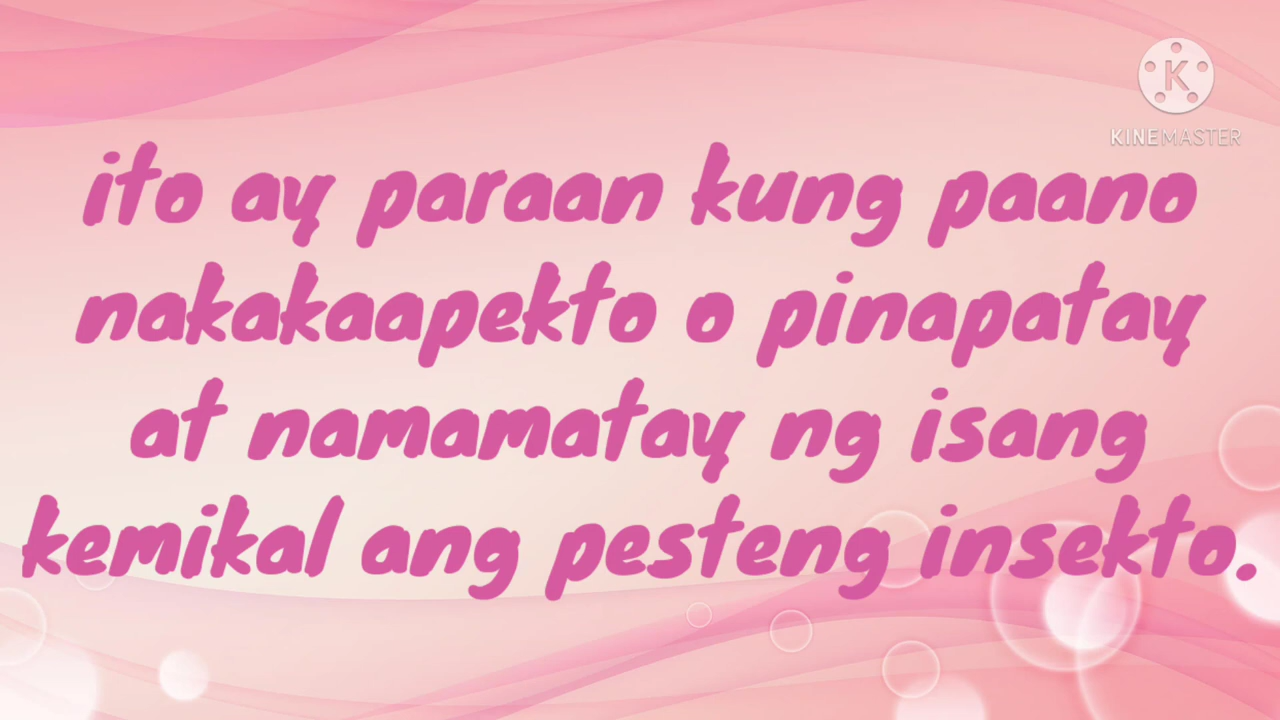 K
KINEMASTER
ito ay paraan kung paano
nakakaapekto o pinapatay
at namamatay ng isang
kemikal ang pesteng insekto.